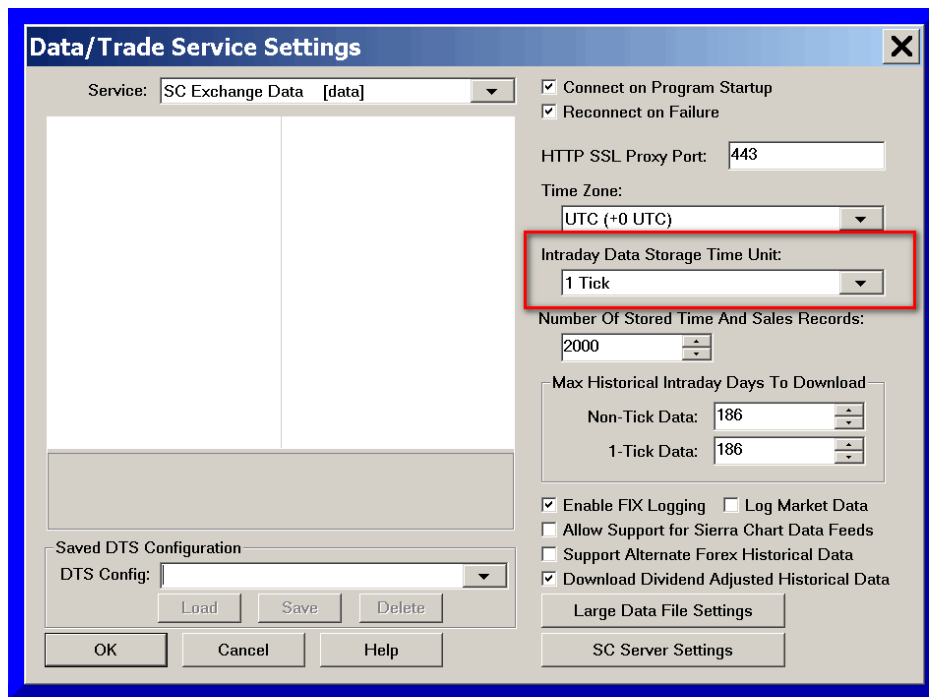 Data/Trade Service Settings
Service: SC Exchange Data [data]
Connect on Program Startup
Reconnect on Failure
HTTP SSL Proxy Port: 443
Time Zone:
UTC (+0 UTC)
Intraday Data Storage Time Unit:
1 Tick
Number Of Stored Time And Sales Records:
2000
Max Historical Intraday Days To Download
Non-Tick Data: 186
1-Tick Data: 186
Enable FIX Logging Log Market Data
Allow Support for Sierra Chart Data Feeds
Support Alternate Forex Historical Data
Download Dividend Adjusted Historical Data
Large Data File Settings
SC Server Settings
Saved DTS Configuration
DTS Config:
Load Save Delete
OK Cancel Help